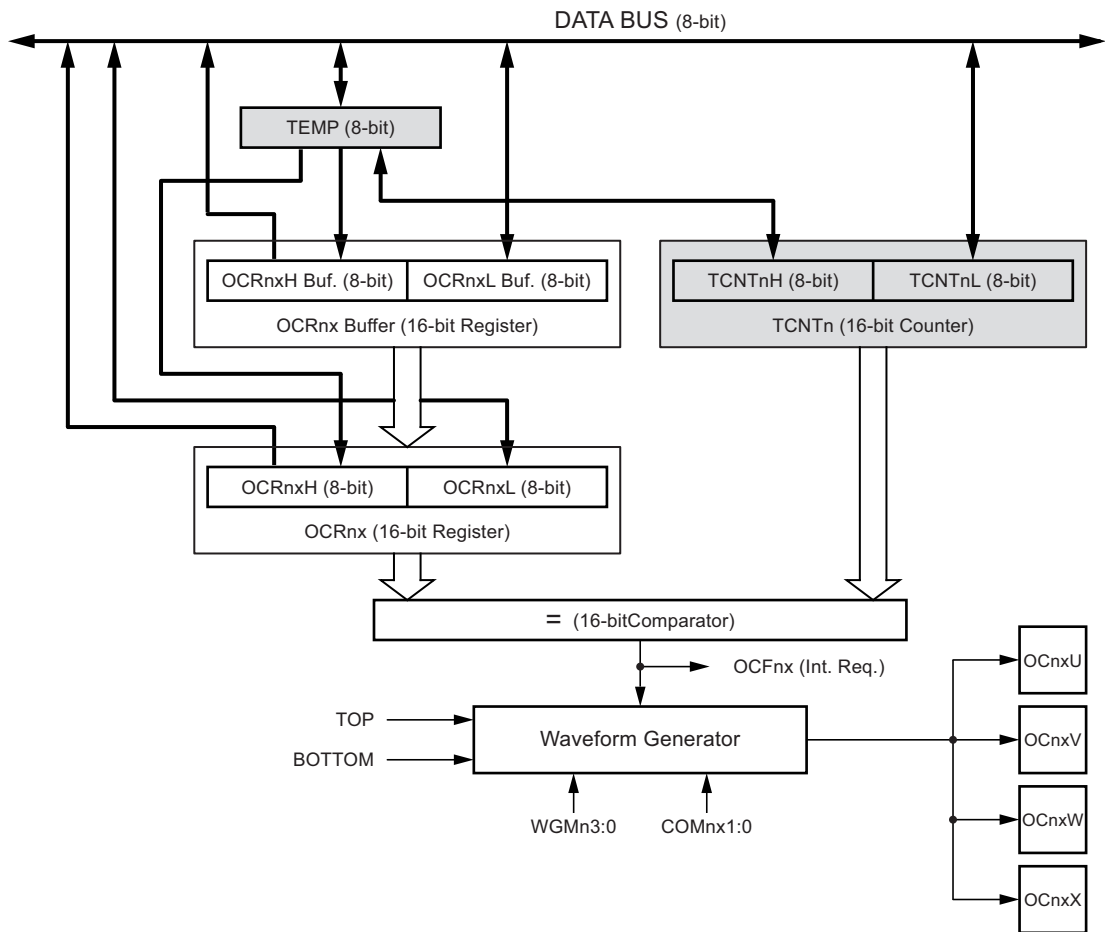 DATA BUS (8-bit)
TEMP (8-bit)
OCRnxH Buf. (8-bit) OCRnxL Buf. (8-bit)
OCRnx Buffer (16-bit Register)
TCNTnH (8-bit) TCNTnL (8-bit)
TCNTn (16-bit Counter)
OCRnxH (8-bit) OCRnxL (8-bit)
OCRnx (16-bit Register)
= (16-bitComparator)
OCFnx (Int. Req.)
TOP
BOTTOM
Waveform Generator
WGMn3:0 COMnx1:0
OCnxU
OCnxV
OCnxW
OCnxX